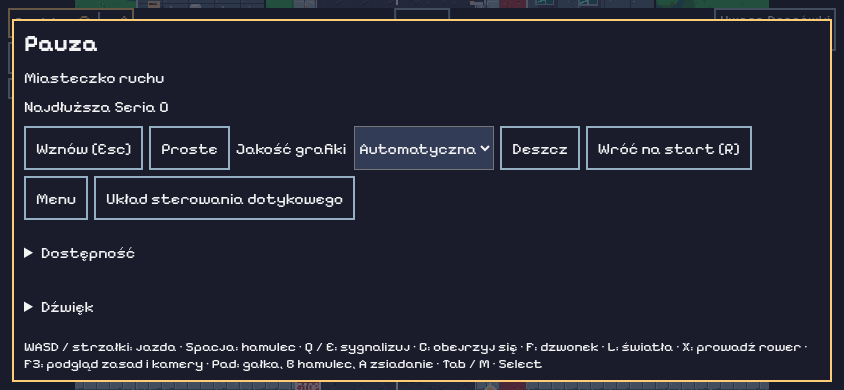 Pauza
Miasteczko ruchu
Najdłuższa Seria 0
Wznów (Esc) Proste Jakość grafiki Automatyczna Deszcz Wróć na start (R)
Menu Układ sterowania dotykowego
Dostępność
Dźwięk
WASD / strzałki: jazda · Spacja: hamulec · Q / E: sygnalizuj · C: obejrzyj się · F: dzwonek · L: światła · X: prowadź rower ·
F3: podgląd zasad i kamery · Pad: gałka, B hamulec, A zsiadanie · Tab / M · Select